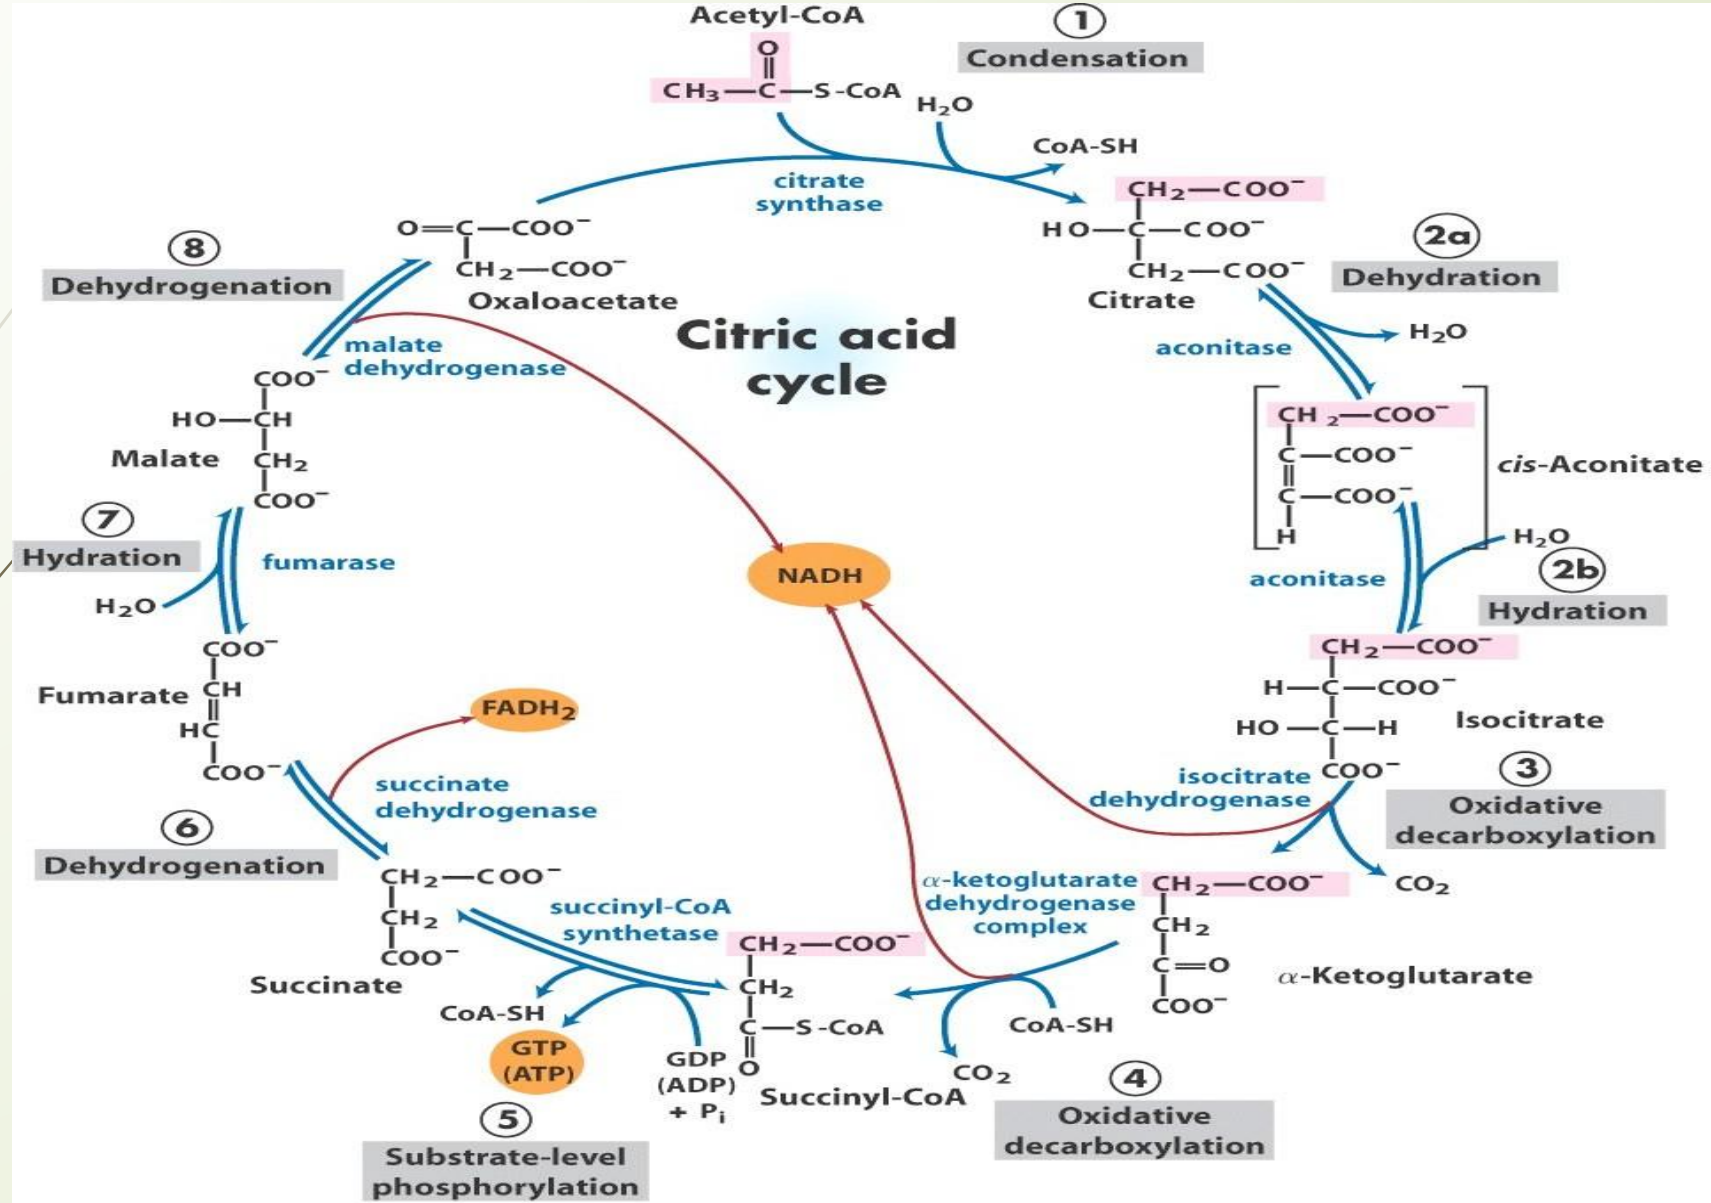 Acetyl-CoA
O
CH₃—C—S-CoA
1
Condensation
H₂O
CoA-SH
citrate
synthase
CH₂—COO⁻
HO—C—COO⁻
CH₂—COO⁻
Citrate
2a
Dehydration
H₂O
aconitase
CH₂—COO⁻
C—COO⁻
C—COO⁻
H
cis-Aconitate
H₂O
aconitase
2b
Hydration
CH₂—COO⁻
H—C—COO⁻
HO—C—H
COO⁻
Isocitrate
3
Oxidative
decarboxylation
isocitrate
dehydrogenase
CO₂
CH₂—COO⁻
CH₂
C=O
COO⁻
α-Ketoglutarate
α-ketoglutarate
dehydrogenase
complex
CoA-SH
CO₂
4
Oxidative
decarboxylation
CH₂—COO⁻
CH₂
C—S-CoA
O
Succinyl-CoA
succinyl-CoA
synthetase
GDP
(ADP)
+ Pᵢ
CoA-SH
GTP
(ATP)
5
Substrate-level
phosphorylation
CH₂—COO⁻
CH₂
COO⁻
Succinate
6
Dehydrogenation
succinate
dehydrogenase
FADH₂
COO⁻
CH
HC
COO⁻
Fumarate
7
Hydration
H₂O
fumarase
COO⁻
HO—CH
CH₂
COO⁻
Malate
8
Dehydrogenation
malate
dehydrogenase
O=C—COO⁻
CH₂—COO⁻
Oxaloacetate
Citric acid
cycle
NADH